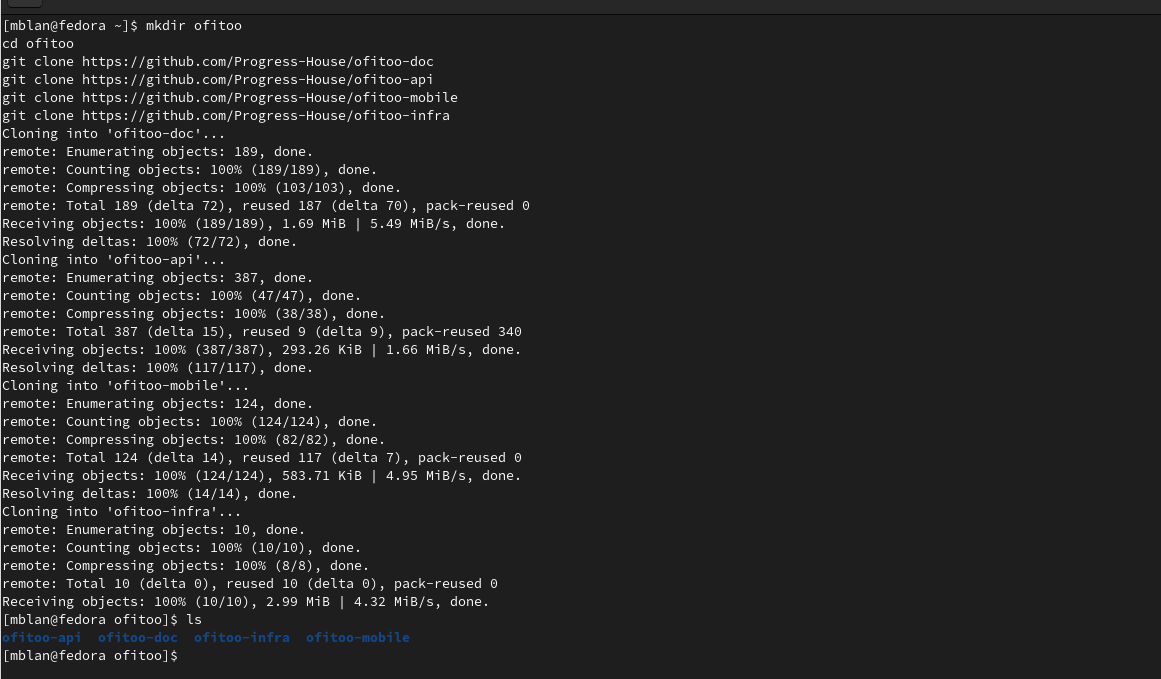 [mblan@fedora ~]$ mkdir ofitoo
cd ofitoo
git clone https://github.com/Progress-House/ofitoo-doc
git clone https://github.com/Progress-House/ofitoo-api
git clone https://github.com/Progress-House/ofitoo-mobile
git clone https://github.com/Progress-House/ofitoo-infra
Cloning into 'ofitoo-doc'...
remote: Enumerating objects: 189, done.
remote: Counting objects: 100% (189/189), done.
remote: Compressing objects: 100% (103/103), done.
remote: Total 189 (delta 72), reused 187 (delta 70), pack-reused 0
Receiving objects: 100% (189/189), 1.69 MiB | 5.49 MiB/s, done.
Resolving deltas: 100% (72/72), done.
Cloning into 'ofitoo-api'...
remote: Enumerating objects: 387, done.
remote: Counting objects: 100% (47/47), done.
remote: Compressing objects: 100% (38/38), done.
remote: Total 387 (delta 15), reused 9 (delta 9), pack-reused 340
Receiving objects: 100% (387/387), 293.26 KiB | 1.66 MiB/s, done.
Resolving deltas: 100% (117/117), done.
Cloning into 'ofitoo-mobile'...
remote: Enumerating objects: 124, done.
remote: Counting objects: 100% (124/124), done.
remote: Compressing objects: 100% (82/82), done.
remote: Total 124 (delta 14), reused 117 (delta 7), pack-reused 0
Receiving objects: 100% (124/124), 583.71 KiB | 4.95 MiB/s, done.
Resolving deltas: 100% (14/14), done.
Cloning into 'ofitoo-infra'...
remote: Enumerating objects: 10, done.
remote: Counting objects: 100% (10/10), done.
remote: Compressing objects: 100% (8/8), done.
remote: Total 10 (delta 0), reused 10 (delta 0), pack-reused 0
Receiving objects: 100% (10/10), 2.99 MiB | 4.32 MiB/s, done.
[mblan@fedora ofitoo]$ ls
ofitoo-api  ofitoo-doc  ofitoo-infra  ofitoo-mobile
[mblan@fedora ofitoo]$